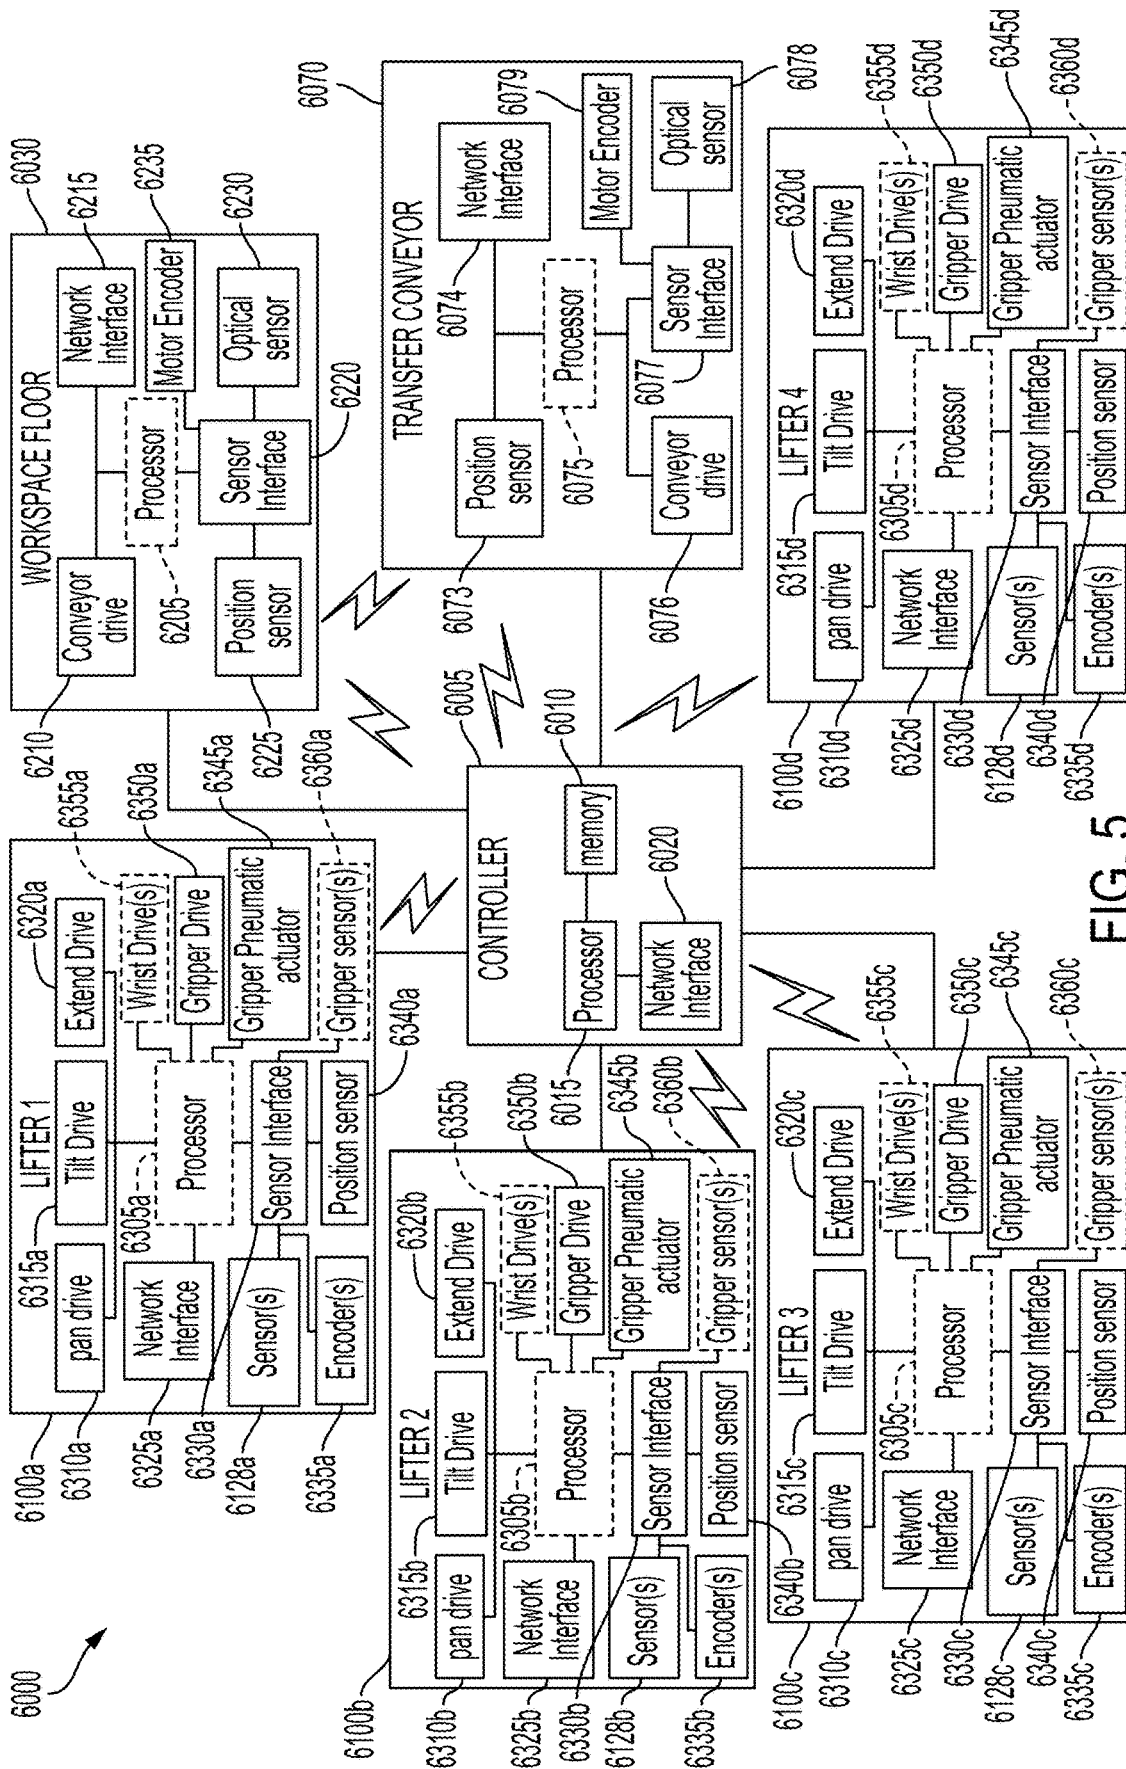 6000
6100a
LIFTER 1
6310a
pan drive
6315a
Tilt Drive
Extend Drive
6320a
6305a
Processor
Wrist Drive(s)
6355a
6325a
Network
Interface
Gripper Drive
6350a
6330a
Sensor Interface
Gripper Pneumatic
actuator
6345a
6128a
Sensor(s)
Gripper sensor(s)
6360a
6335a
Encoder(s)
Position sensor
6340a
WORKSPACE FLOOR
6030
6210
Conveyor
drive
Network
Interface
6215
6205
Processor
Motor Encoder
6235
6225
Position
sensor
Sensor
Interface
6220
Optical
sensor
6230
6100b
LIFTER 2
6310b
pan drive
6315b
Tilt Drive
Extend Drive
6320b
6305b
Processor
Wrist Drive(s)
6355b
6325b
Network
Interface
Gripper Drive
6350b
6330b
Sensor Interface
Gripper Pneumatic
actuator
6345b
6128b
Sensor(s)
Gripper sensor(s)
6360b
6335b
Encoder(s)
Position sensor
6340b
CONTROLLER
6005
6015
Processor
memory
6010
Network
Interface
6020
TRANSFER CONVEYOR
6070
6073
Position
sensor
6074
Network
Interface
6075
Processor
Motor Encoder
6079
6076
Conveyor
drive
6077
Sensor
Interface
Optical
sensor
6078
6100c
LIFTER 3
6310c
pan drive
6315c
Tilt Drive
Extend Drive
6320c
6305c
Processor
Wrist Drive(s)
6355c
6325c
Network
Interface
Gripper Drive
6350c
6330c
Sensor Interface
Gripper Pneumatic
actuator
6345c
6128c
Sensor(s)
Gripper sensor(s)
6360c
6340c
Position sensor
6335c
Encoder(s)
6100d
LIFTER 4
6310d
pan drive
6315d
Tilt Drive
Extend Drive
6320d
6305d
Processor
Wrist Drive(s)
6355d
6325d
Network
Interface
Gripper Drive
6350d
6330d
Sensor Interface
Gripper Pneumatic
actuator
6345d
6128d
Sensor(s)
Gripper sensor(s)
6360d
6340d
Position sensor
6335d
Encoder(s)
FIG. 5